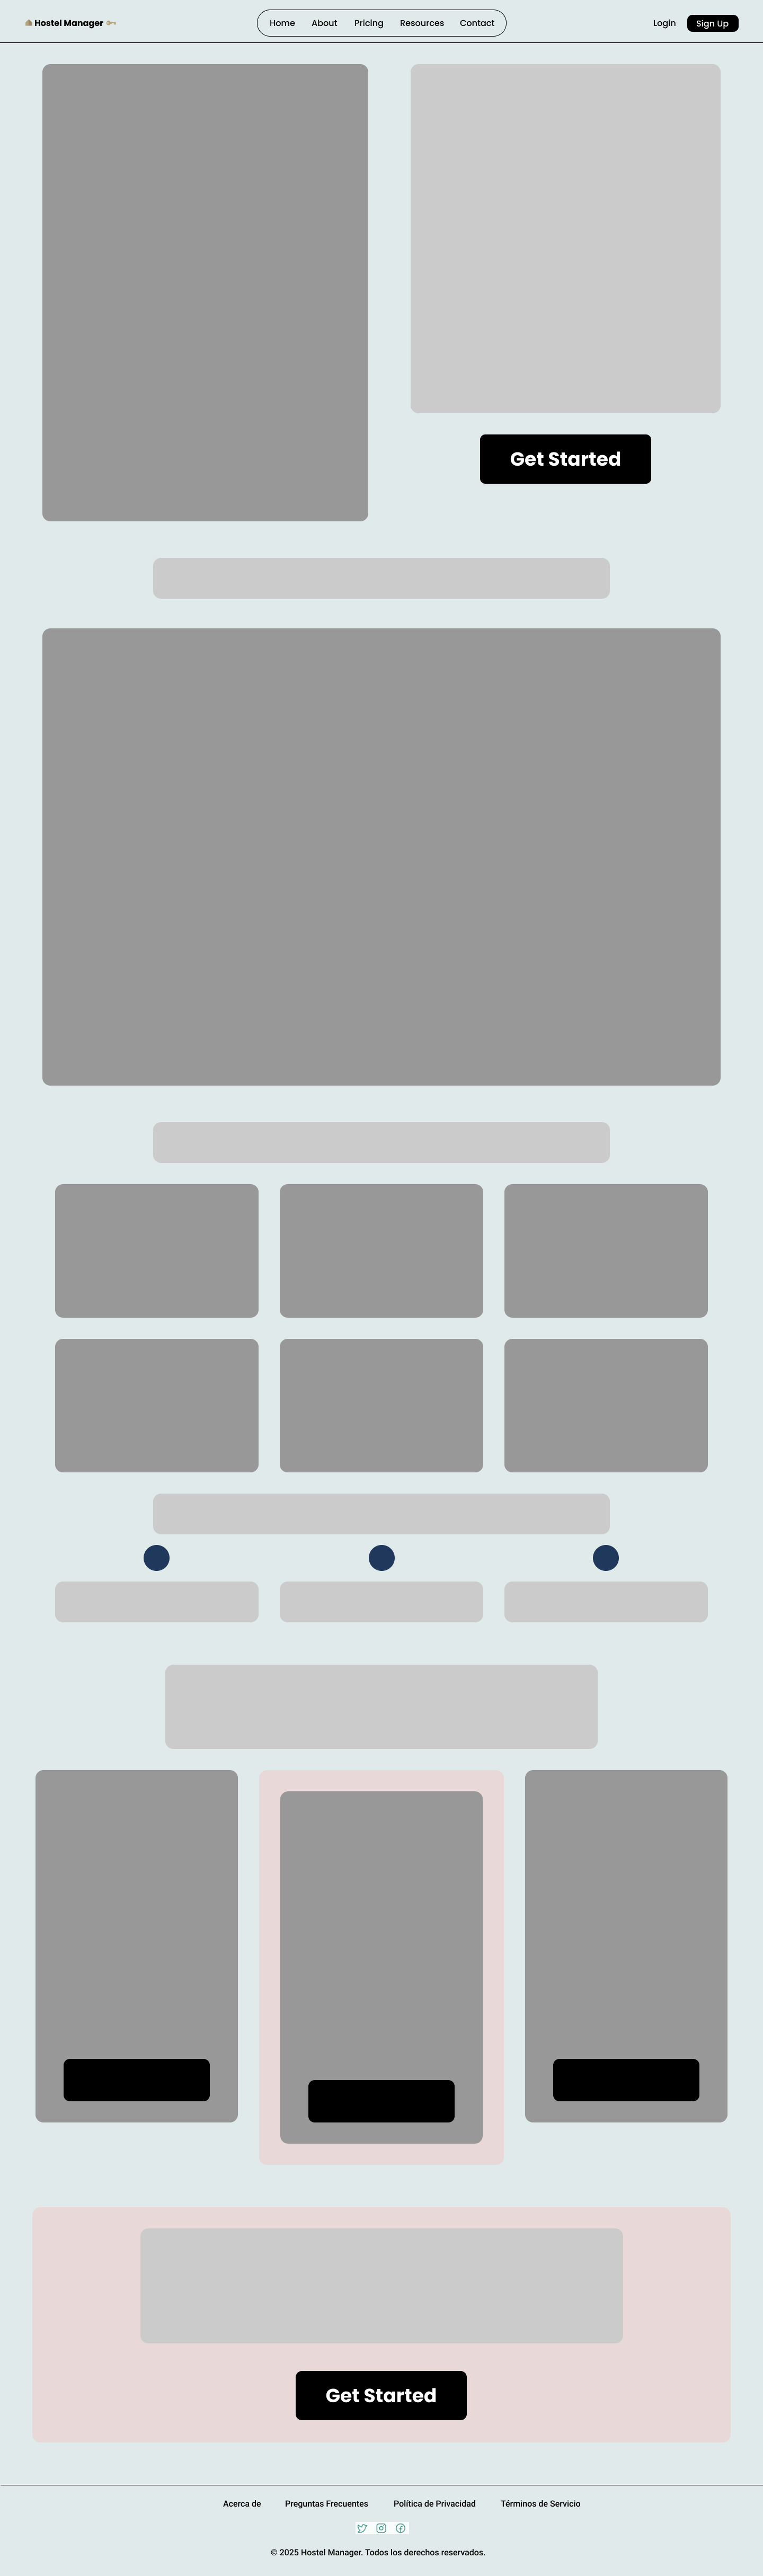 Hostel Manager
Home About Pricing Resources Contact
Login Sign Up
Get Started
Get Started
Acerca de Preguntas Frecuentes Política de Privacidad Términos de Servicio
© 2025 Hostel Manager. Todos los derechos reservados.